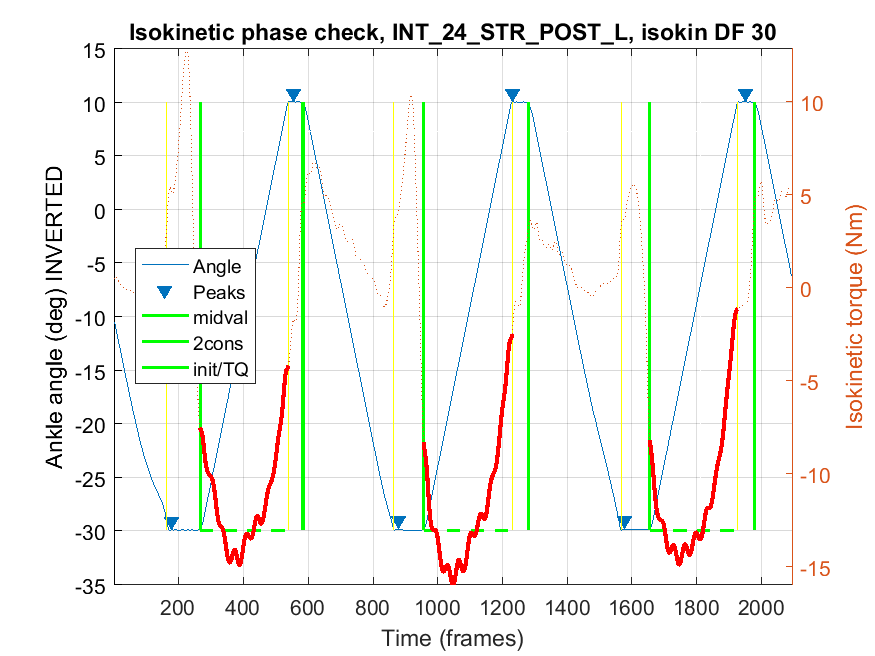 Isokinetic phase check, INT_24_STR_POST_L, isokin DF 30
Ankle angle (deg) INVERTED
15
10
5
0
-5
-10
-15
-20
-25
-30
-35
Angle
Peaks
midval
2cons
init/TQ
10
5
0
-5
-10
-15
Isokinetic torque (Nm)
200 400 600 800 1000 1200 1400 1600 1800 2000
Time (frames)